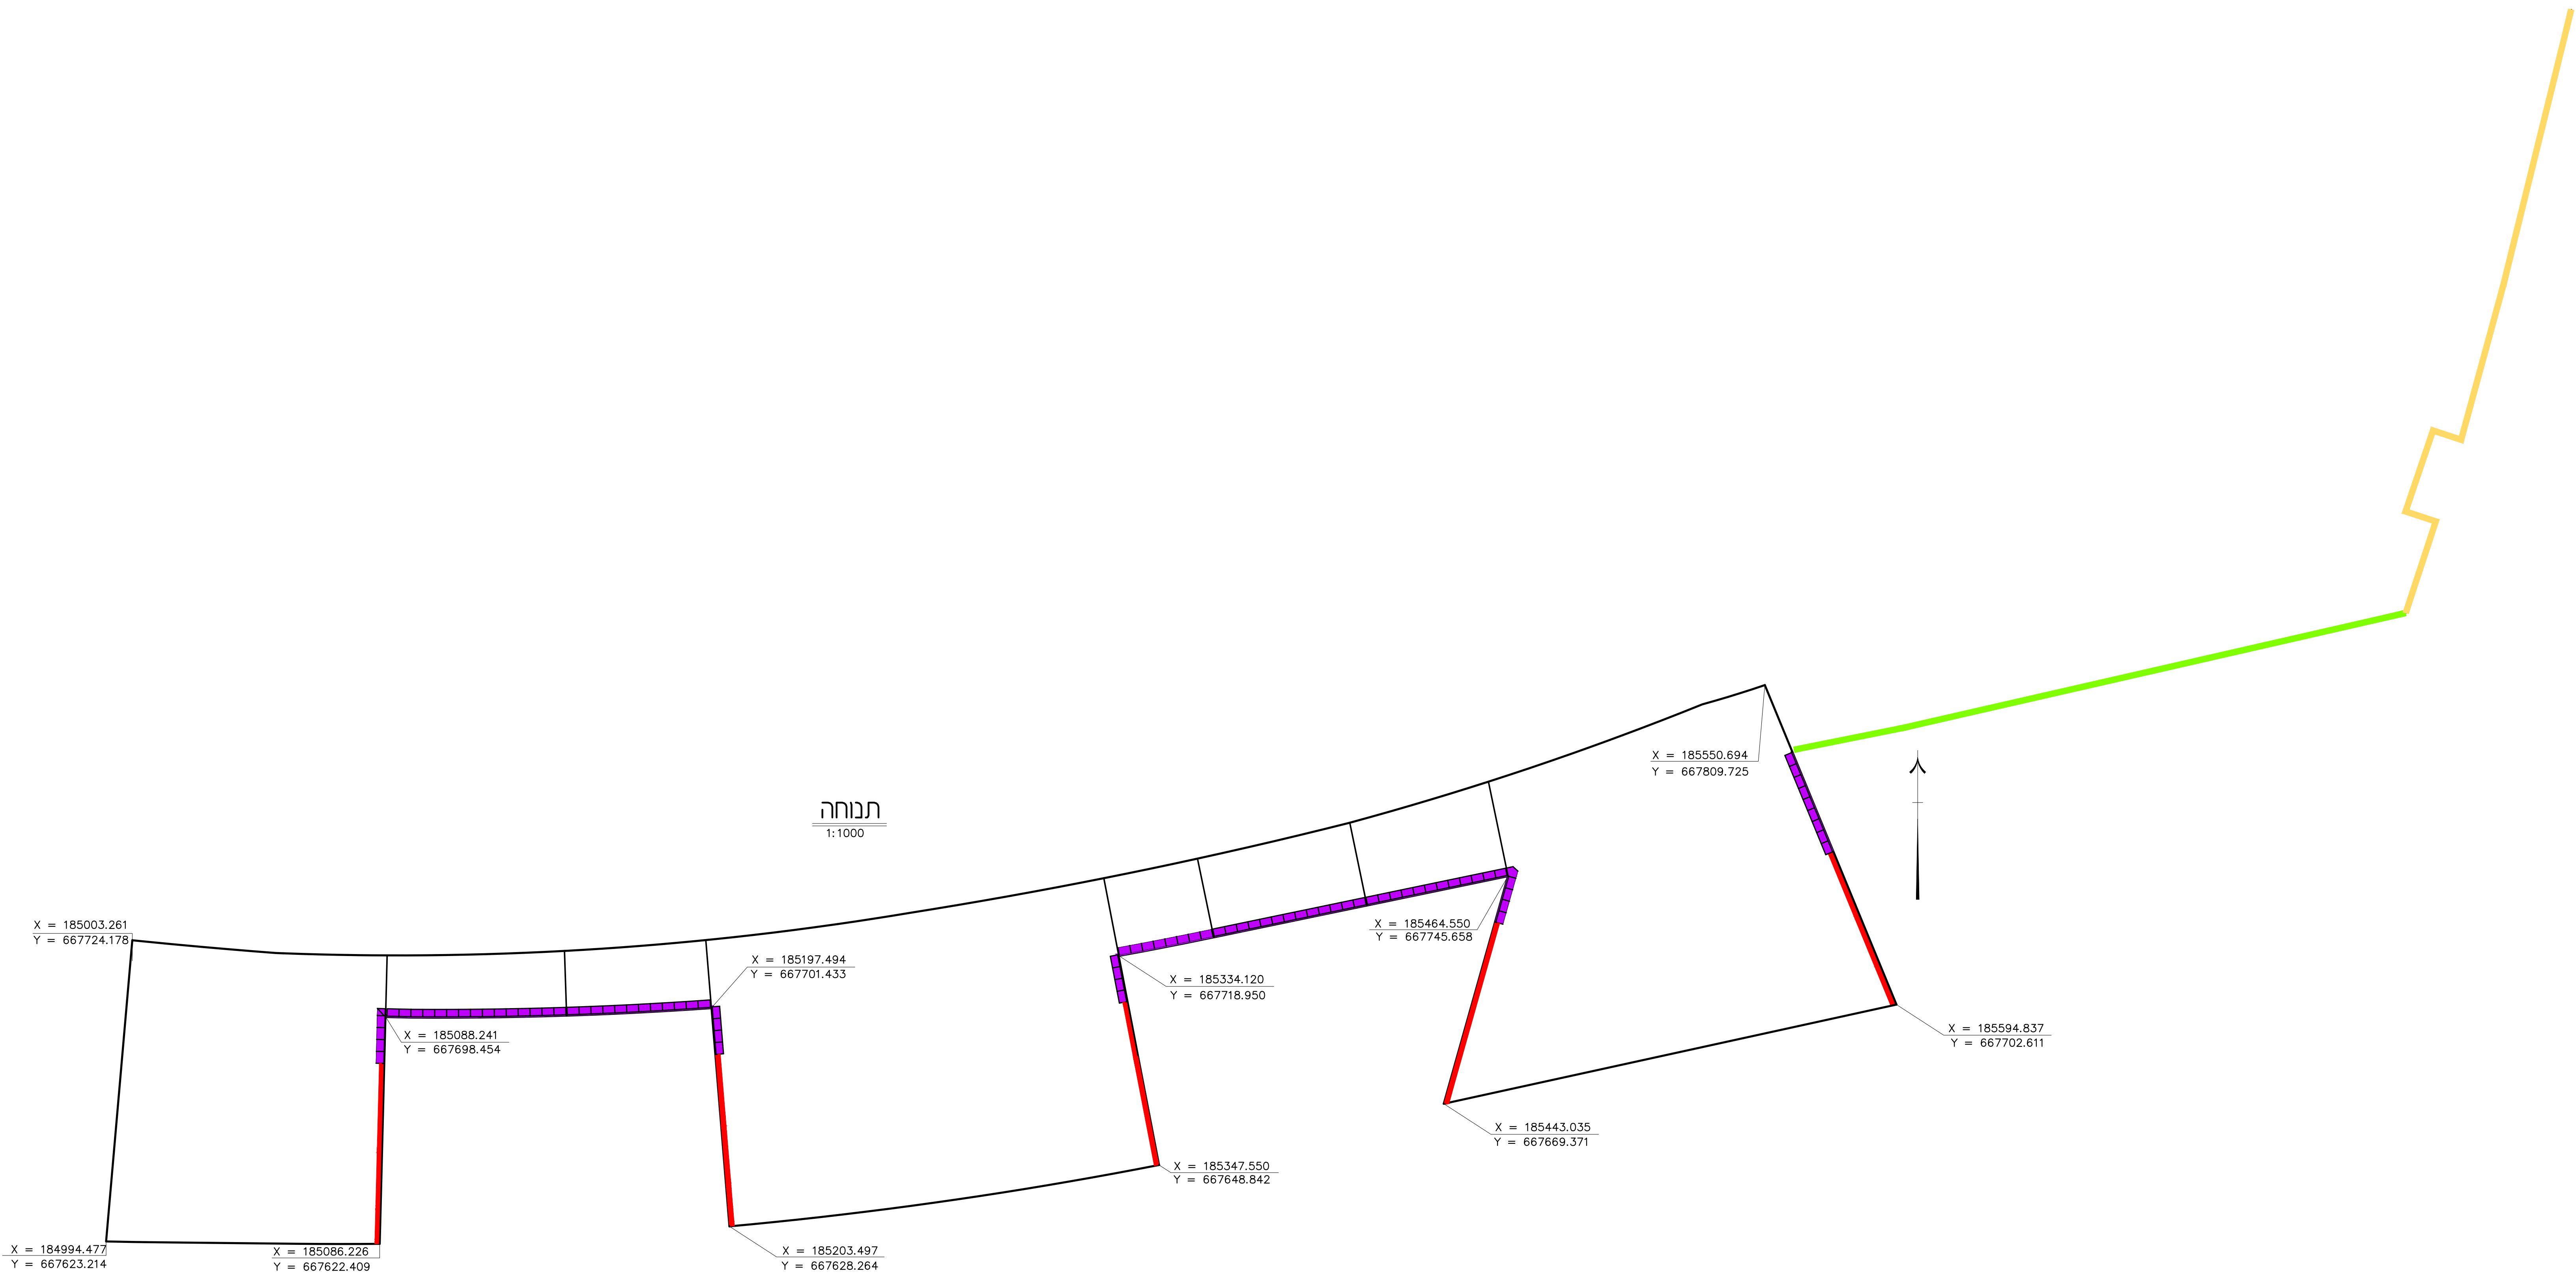 X = 185550.694
Y = 667809.725
תנוחה
1:1000
X = 185003.261
Y = 667724.178
X = 185464.550
Y = 667745.658
X = 185197.494
Y = 667701.433
X = 185334.120
Y = 667718.950
X = 185088.241
Y = 667698.454
X = 185594.837
Y = 667702.611
X = 185443.035
Y = 667669.371
X = 185347.550
Y = 667648.842
X = 184994.477
Y = 667623.214
X = 185086.226
Y = 667622.409
X = 185203.497
Y = 667628.264